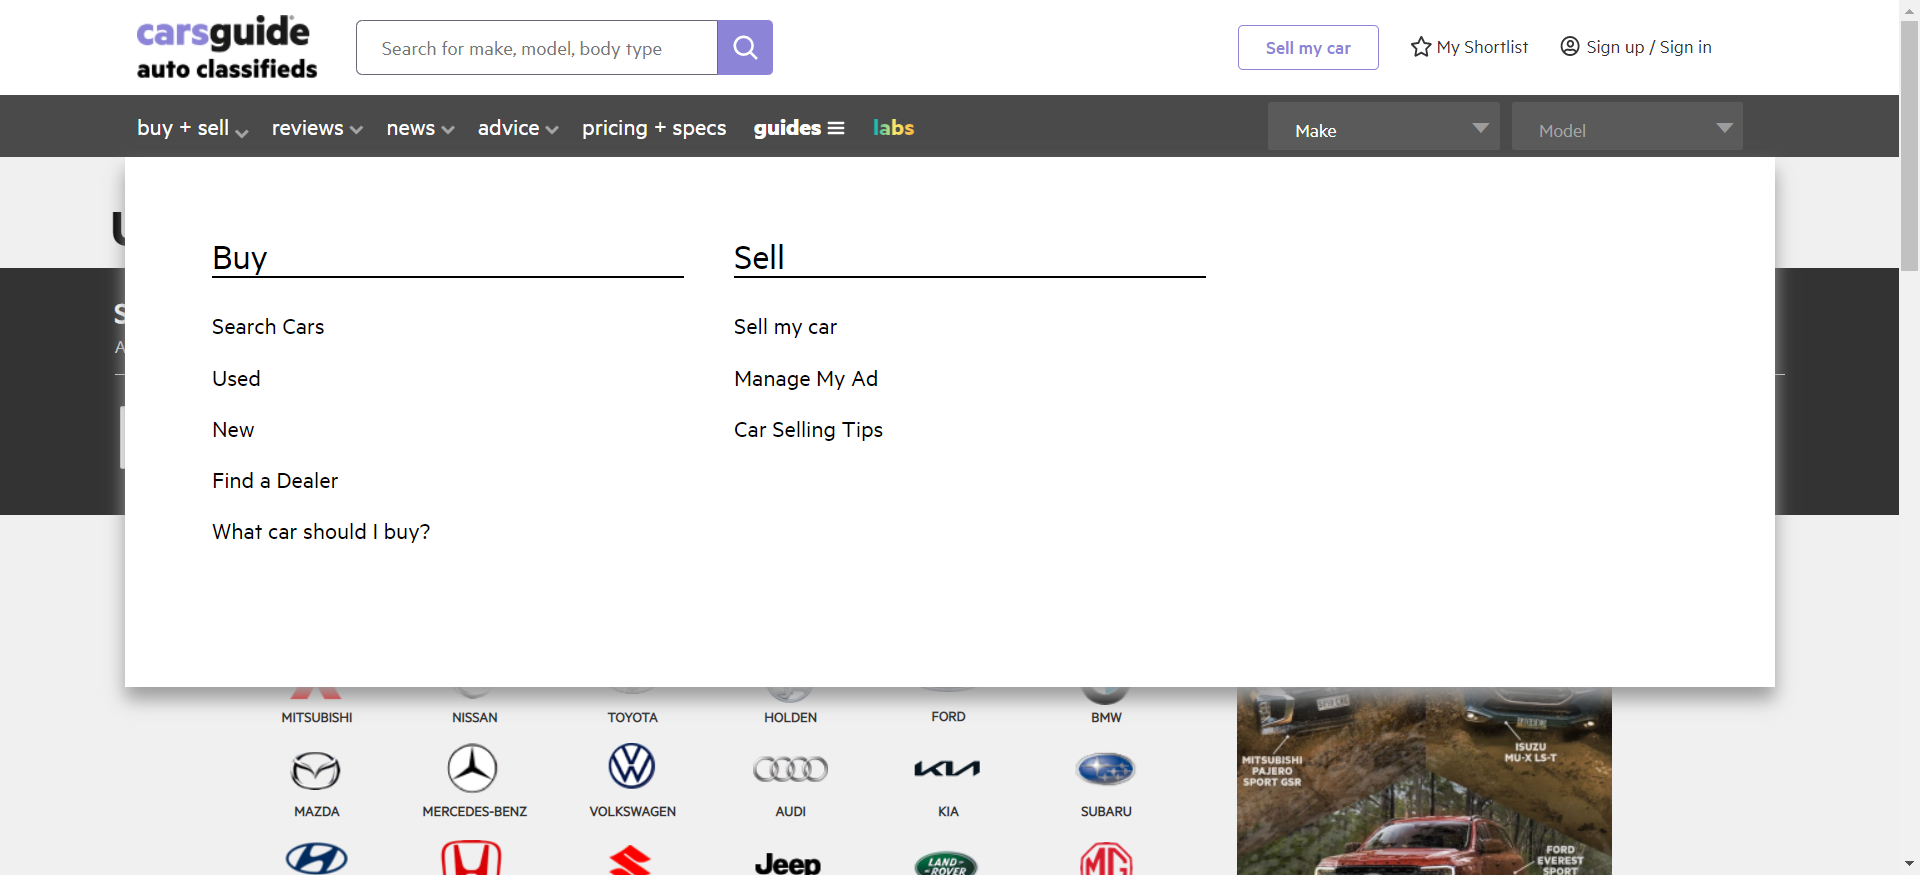 carsguide
auto classifieds
Search for make, model, body type
Sell my car
My Shortlist
Sign up / Sign in
buy + sell
reviews
news
advice
pricing + specs
guides
labs
Make
Model
Buy
Search Cars
Used
New
Find a Dealer
What car should I buy?
Sell
Sell my car
Manage My Ad
Car Selling Tips
MITSUBISHI
NISSAN
TOYOTA
HOLDEN
FORD
BMW
MAZDA
MERCEDES-BENZ
VOLKSWAGEN
AUDI
KIA
SUBARU
Jeep
LAND-
ROVER
MG
MITSUBISHI
PAJERO
SPORT GSR
ISUZU
MU-X LS-T
FORD
EVEREST
SPORT